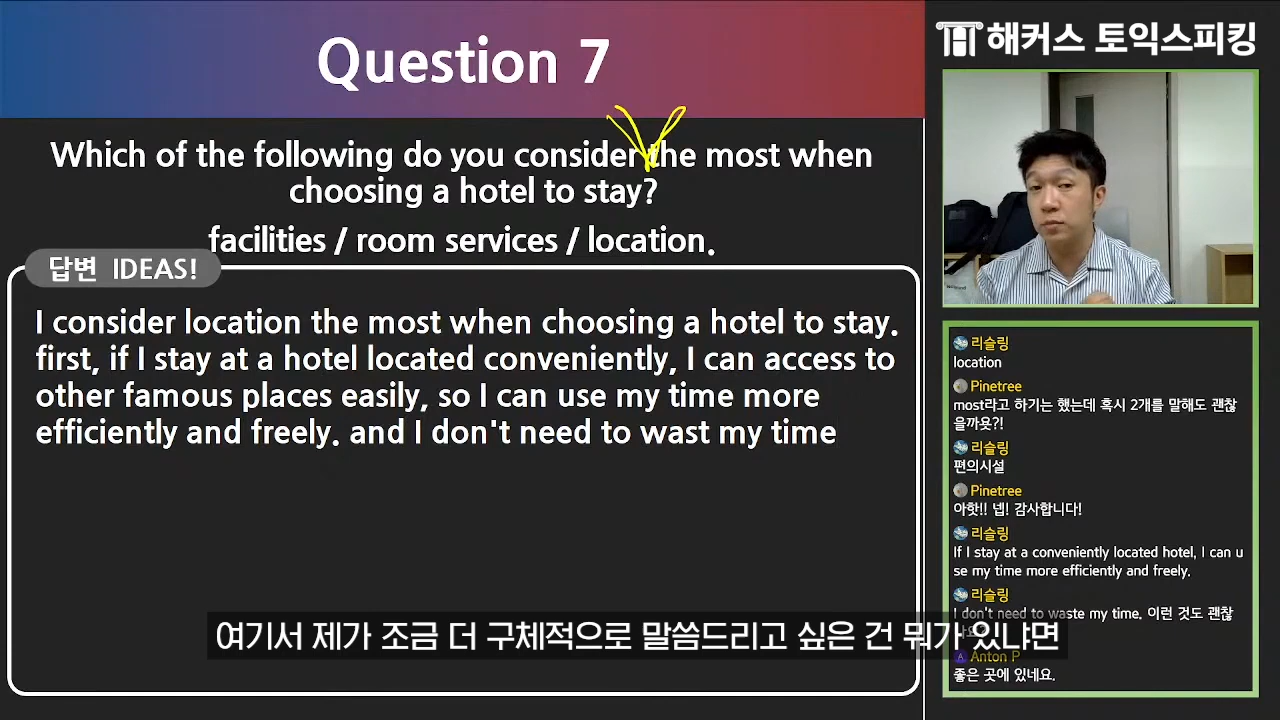 Question 7
해커스 토익스피킹
Which of the following do you consider the most when
choosing a hotel to stay?
facilities / room services / location.
답변 IDEAS!
I consider location the most when choosing a hotel to stay.
first, if I stay at a hotel located conveniently, I can access to
other famous places easily, so I can use my time more
efficiently and freely. and I don't need to wast my time
리슬링
location
Pinetree
most라고 하기는 했는데 혹시 2개를 말해도 괜찮
을까욧?!
리슬링
편의시설
Pinetree
아핫!! 넵! 감사합니다!
리슬링
If I stay at a conveniently located hotel, I can u
se my time more efficiently and freely.
리슬링
I don't need to waste my time. 이런 것도 괜찮
Anton P
좋은 곳에 있네요.
여기서 제가 조금 더 구체적으로 말씀드리고 싶은 건 뭐가 있냐면